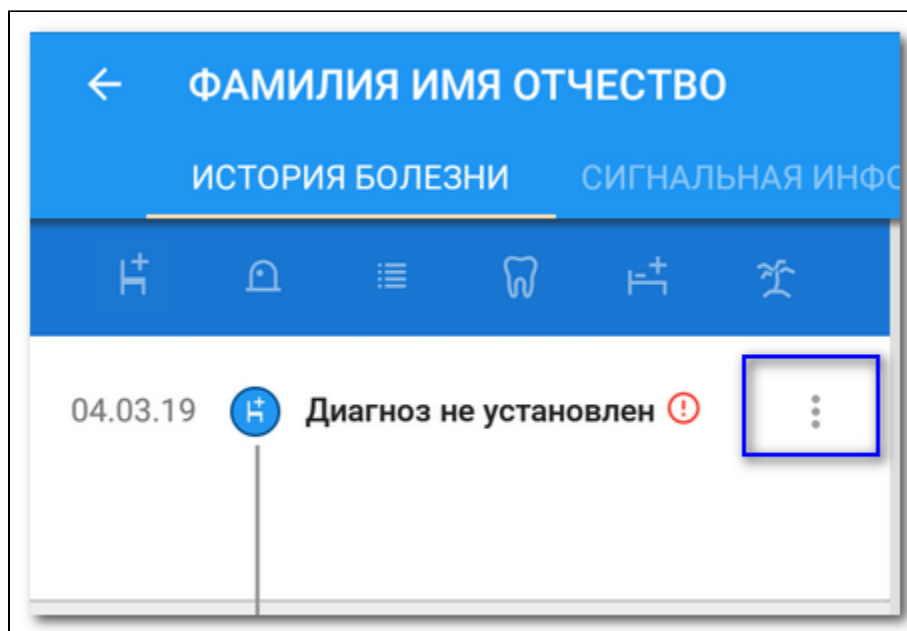 ФАМИЛИЯ ИМЯ ОТЧЕСТВО
ИСТОРИЯ БОЛЕЗНИ СИГНАЛЬНАЯ ИНФО
04.03.19 Диагноз не установлен